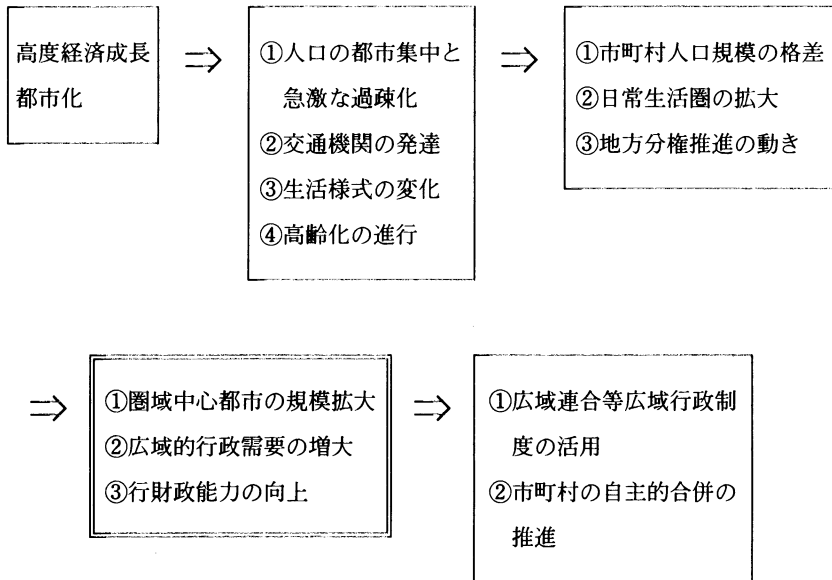 高度経済成長
都市化
⇒
①人口の都市集中と
急激な過疎化
②交通機関の発達
③生活様式の変化
④高齢化の進行
⇒
①市町村人口規模の格差
②日常生活圏の拡大
③地方分権推進の動き
⇒
①圏域中心都市の規模拡大
②広域的行政需要の増大
③行財政能力の向上
⇒
①広域連合等広域行政制
度の活用
②市町村の自主的合併の
推進